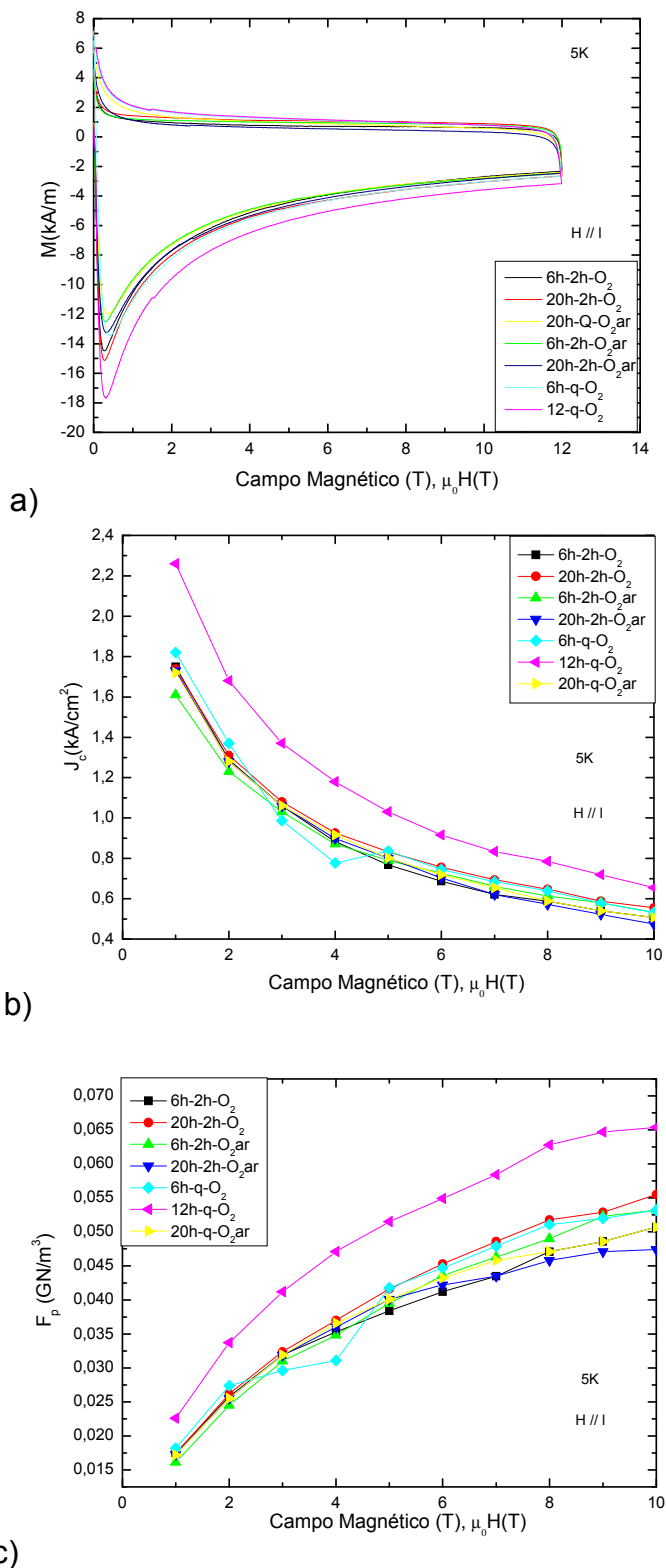 8
6
4
2
0
-2
-4
-6
-8
-10
-12
-14
-16
-18
-20
M(kA/m)
5K
H // I
6h-2h-O₂
20h-2h-O₂
20h-Q-O₂ar
6h-2h-O₂ar
20h-2h-O₂ar
6h-q-O₂
12-q-O₂
0 2 4 6 8 10 12 14
Campo Magnético (T), μ₀H(T)
a)
2,4
2,2
2,0
1,8
1,6
1,4
1,2
1,0
0,8
0,6
0,4
J_c(kA/cm²)
6h-2h-O₂
20h-2h-O₂
6h-2h-O₂ar
20h-2h-O₂ar
6h-q-O₂
12h-q-O₂
20h-q-O₂ar
5K
H // I
0 2 4 6 8 10
Campo Magnético (T), μ₀H(T)
b)
0,070
0,065
0,060
0,055
0,050
0,045
0,040
0,035
0,030
0,025
0,020
0,015
F_p (GN/m³)
6h-2h-O₂
20h-2h-O₂
6h-2h-O₂ar
20h-2h-O₂ar
6h-q-O₂
12h-q-O₂
20h-q-O₂ar
5K
H // I
0 2 4 6 8 10
Campo Magnético (T), μ₀H(T)
c)